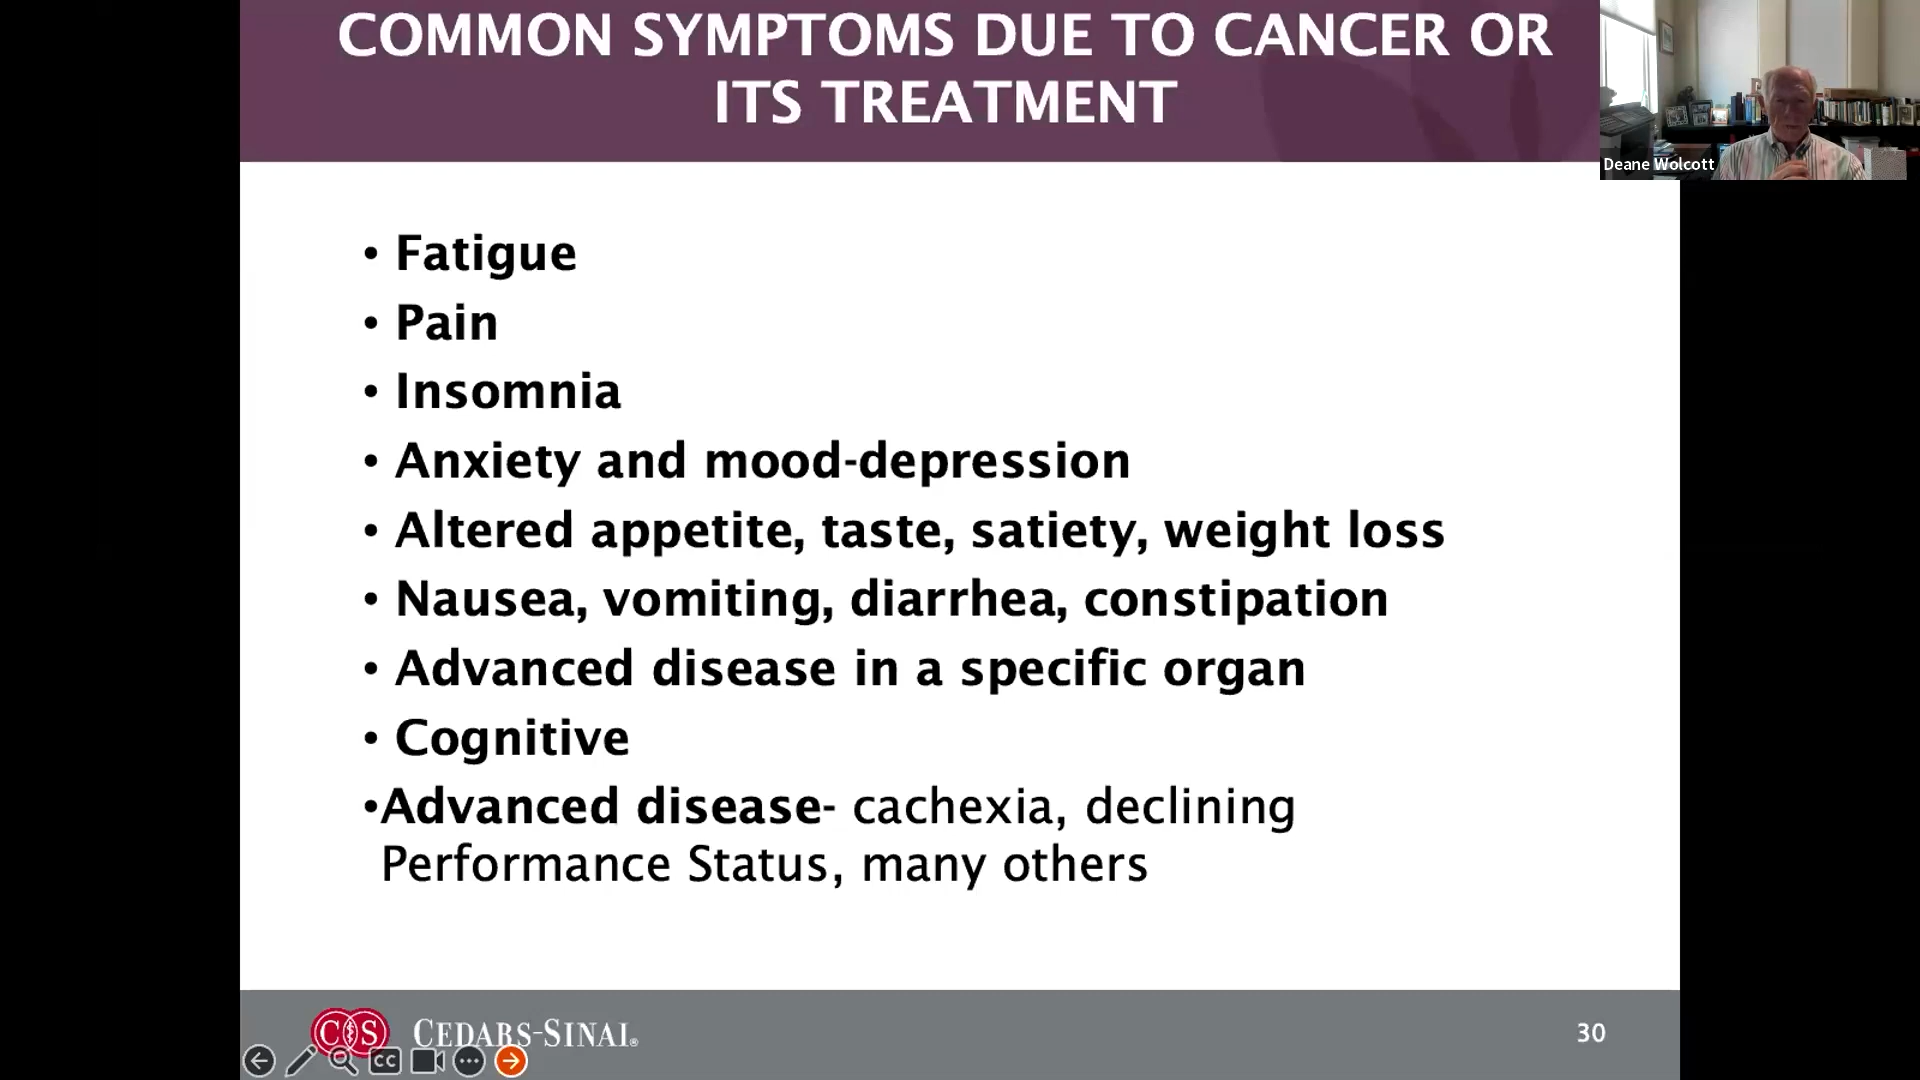 COMMON SYMPTOMS DUE TO CANCER OR
ITS TREATMENT
Deane Wolcott
• Fatigue
• Pain
• Insomnia
• Anxiety and mood-depression
• Altered appetite, taste, satiety, weight loss
• Nausea, vomiting, diarrhea, constipation
• Advanced disease in a specific organ
• Cognitive
•Advanced disease- cachexia, declining
Performance Status, many others
CS CEDARS-SINAI®
30
CC